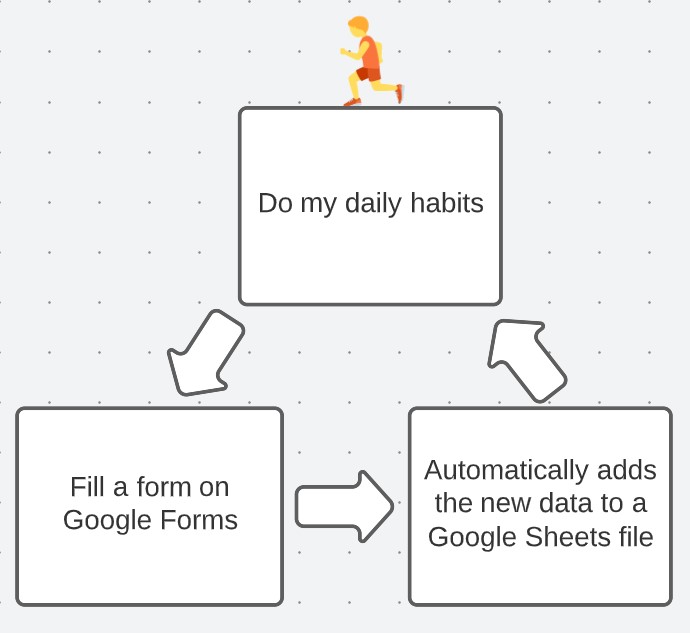 Do my daily habits
Fill a form on
Google Forms
Automatically adds
the new data to a
Google Sheets file